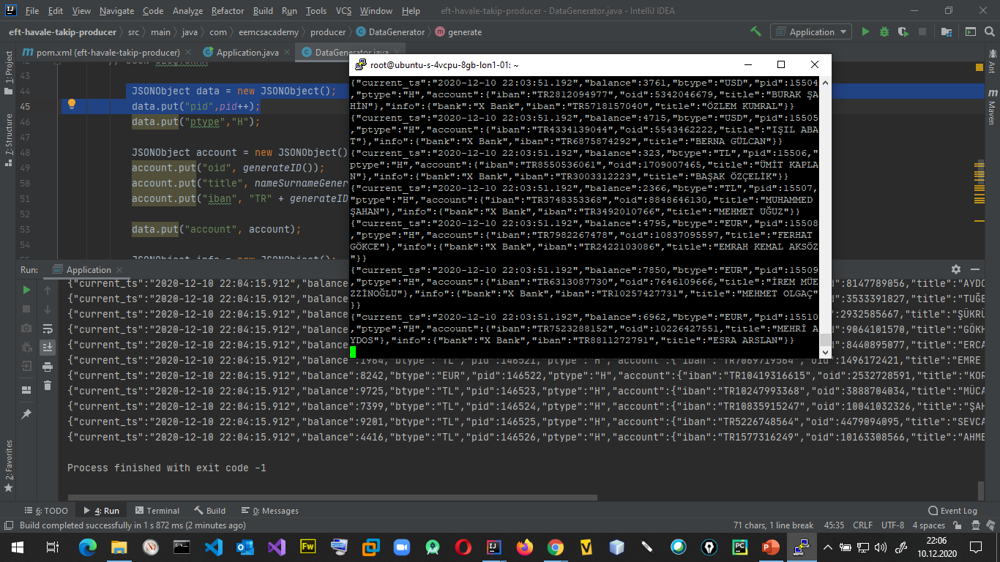 File Edit View Navigate Code Analyze Refactor Build Run Tools VCS Window Help eft-havale-takip-producer - DataGenerator.java - IntelliJ IDEA
eft-havale-takip-producer src main java com eemcsacademy producer DataGenerator generate Application
pom.xml (eft-havale-takip-producer) Application.java DataGenerator.java
1: Project
7: Structure
2: Favorites
Ant
Maven
43
44 JSONObject data = new JSONObject();
45 data.put("pid",pid++);
46 data.put("ptype","H");
47
48 JSONObject account = new JSONObject()
49 account.put("oid", generateID());
50 account.put("title", nameSurnameGener
51 account.put("iban", "TR" + generateID
52
53 data.put("account", account);
54
JSONObject info = new JSONObject();
root@ubuntu-s-4vcpu-8gb-lon1-01: ~
{"current_ts":"2020-12-10 22:03:51.192","balance":3761,"btype":"USD","pid":15504
,"ptype":"H","account":{"iban":"TR2812094977","oid":5342046679,"title":"BURAK ŞA
HİN"},"info":{"bank":"X Bank","iban":"TR5718157040","title":"ÖZLEM KUMRAL"}}
{"current_ts":"2020-12-10 22:03:51.192","balance":4715,"btype":"USD","pid":15505
,"ptype":"H","account":{"iban":"TR4334139044","oid":5543462222,"title":"IŞIL ABA
T"},"info":{"bank":"X Bank","iban":"TR6875874292","title":"BERNA GÜLCAN"}}
{"current_ts":"2020-12-10 22:03:51.192","balance":323,"btype":"TL","pid":15506,"
ptype":"H","account":{"iban":"TR8550536061","oid":1709007465,"title":"ÜMİT KAPLA
N"},"info":{"bank":"X Bank","iban":"TR3003312223","title":"BAŞAK ÖZÇELİK"}}
{"current_ts":"2020-12-10 22:03:51.192","balance":2366,"btype":"TL","pid":15507,
"ptype":"H","account":{"iban":"TR3748353368","oid":8848646130,"title":"MUHAMMED
ŞAHAN"},"info":{"bank":"X Bank","iban":"TR3492010766","title":"MEHMET UĞUZ"}}
{"current_ts":"2020-12-10 22:03:51.192","balance":4795,"btype":"EUR","pid":15508
,"ptype":"H","account":{"iban":"TR7982267478","oid":10837095597,"title":"FERHAT
GÖKCE"},"info":{"bank":"X Bank","iban":"TR2422103086","title":"EMRAH KEMAL AKSÖZ
"}}
{"current_ts":"2020-12-10 22:03:51.192","balance":7850,"btype":"EUR","pid":15509
,"ptype":"H","account":{"iban":"TR6313087730","oid":7646109666,"title":"İREM MÜE
ZZİNOĞLU"},"info":{"bank":"X Bank","iban":"TR10257427731","title":"MEHMET OLGAÇ"
}}
{"current_ts":"2020-12-10 22:03:51.192","balance":6962,"btype":"EUR","pid":15510
,"ptype":"H","account":{"iban":"TR7523288152","oid":10226427551,"title":"MEHRİ A
YDOS"},"info":{"bank":"X Bank","iban":"TR8811272791","title":"ESRA ARSLAN"}}
Run: Application
{"current_ts":"2020-12-10 22:04:15.912","balance :8147789056,"title":"AYDO
{"current_ts":"2020-12-10 22:04:15.912","balance :3533391827,"title":"TUĞE
{"current_ts":"2020-12-10 22:04:15.912","balance :2932585667,"title":"ŞÜKRÜ
{"current_ts":"2020-12-10 22:04:15.912","balance :9064101570,"title":"GÖKH
{"current_ts":"2020-12-10 22:04:15.912","balance :8440895077,"title":"ERCA
{"current_ts":"2020-12-10 22:04:15.912","balance":1964,"btype":"TL","pid":146521,"ptype":"H","account":{"iban":"TR7069719564","oid":1496172421,"title":"EMRE
{"current_ts":"2020-12-10 22:04:15.912","balance":8242,"btype":"EUR","pid":146522,"ptype":"H","account":{"iban":"TR10419316615","oid":2532728591,"title":"KOR
{"current_ts":"2020-12-10 22:04:15.912","balance":9725,"btype":"TL","pid":146523,"ptype":"H","account":{"iban":"TR10247993368","oid":3888704034,"title":"MÜCA
{"current_ts":"2020-12-10 22:04:15.912","balance":7399,"btype":"TL","pid":146524,"ptype":"H","account":{"iban":"TR10835915247","oid":10041032326,"title":"ŞAH
{"current_ts":"2020-12-10 22:04:15.912","balance":9201,"btype":"TL","pid":146525,"ptype":"H","account":{"iban":"TR5226748564","oid":4479094095,"title":"SEVCA
{"current_ts":"2020-12-10 22:04:15.912","balance":4416,"btype":"TL","pid":146526,"ptype":"H","account":{"iban":"TR1577316249","oid":10163308566,"title":"AHME
Process finished with exit code -1
6: TODO 4: Run Terminal Build 0: Messages Event Log
Build completed successfully in 1 s 872 ms (2 minutes ago) 71 chars, 1 line break 45:35 CRLF UTF-8 4 spaces
22:06
10.12.2020